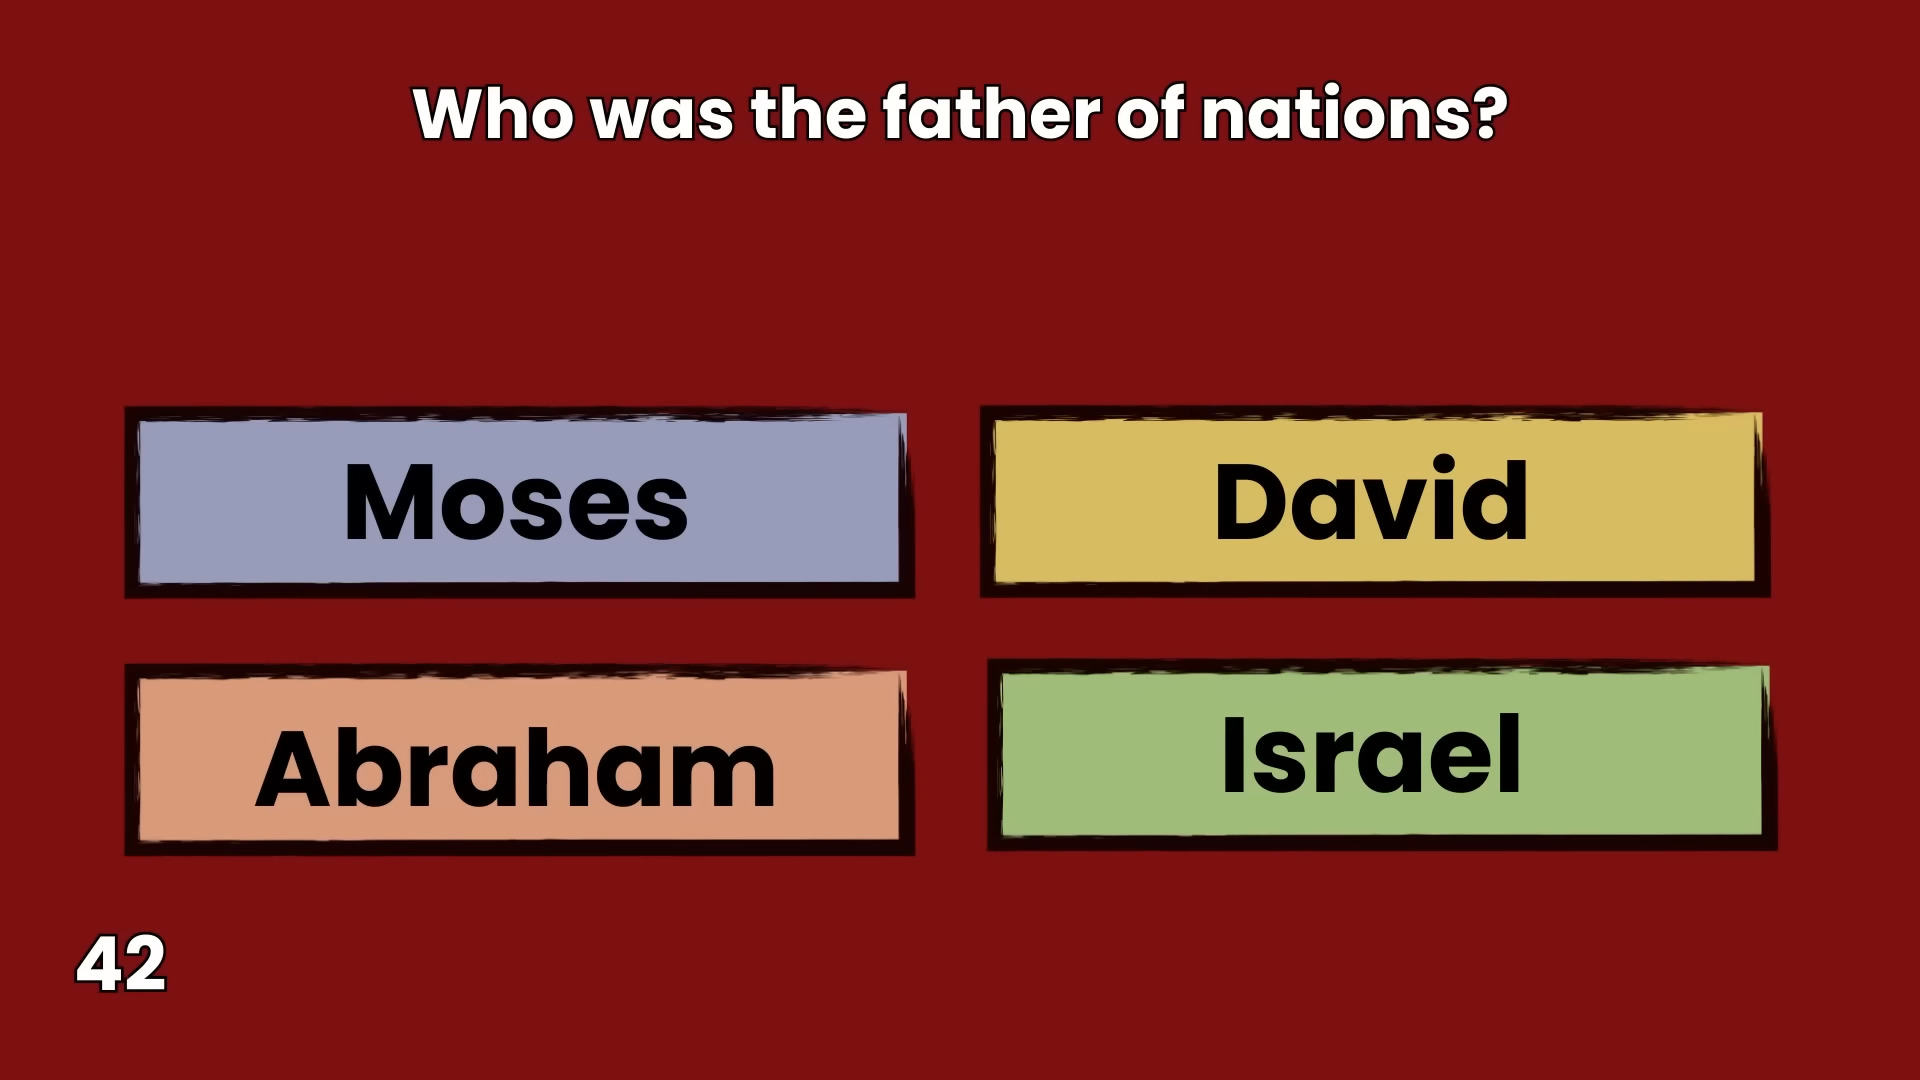 Who was the father of nations?
Moses
David
Abraham
Israel
42